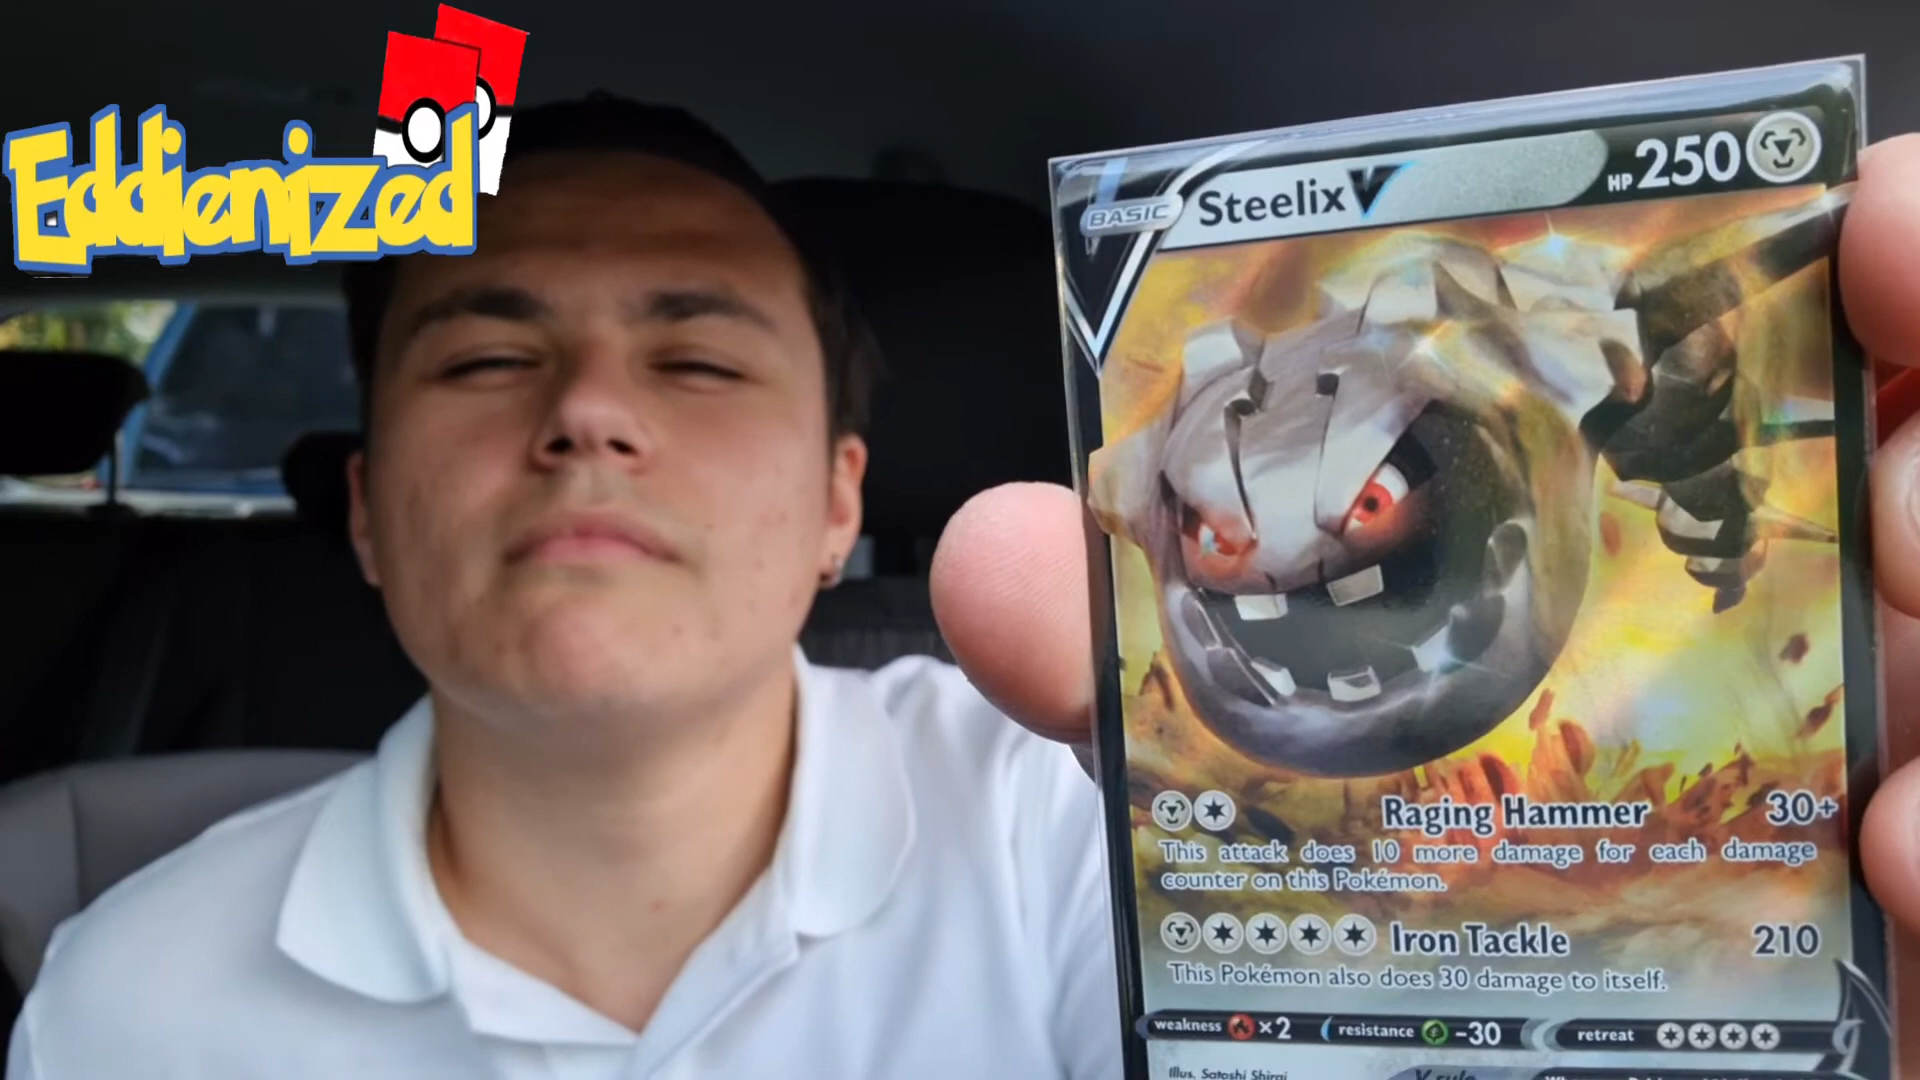 Eddienized
BASIC
Steelix V
HP 250
Raging Hammer 30+
This attack does 10 more damage for each damage
counter on this Pokémon.
Iron Tackle 210
This Pokémon also does 30 damage to itself.
weakness ×2 resistance -30 retreat
Illus. Satoshi Shirai
V rule